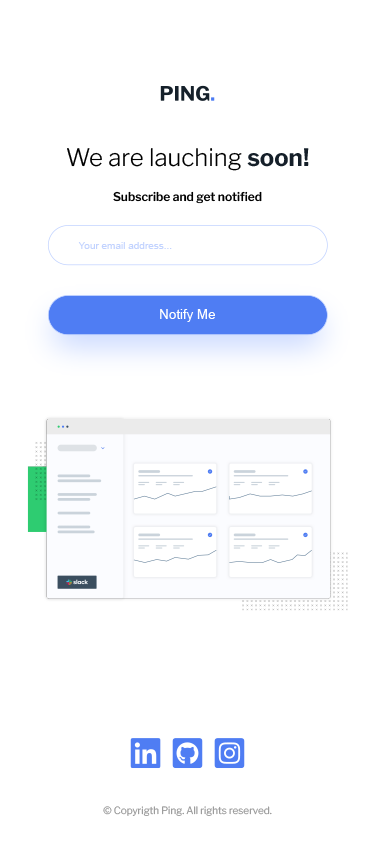 PING.
We are lauching soon!
Subscribe and get notified
Your email address...
Notify Me
slack
in
© Copyrigth Ping. All rights reserved.